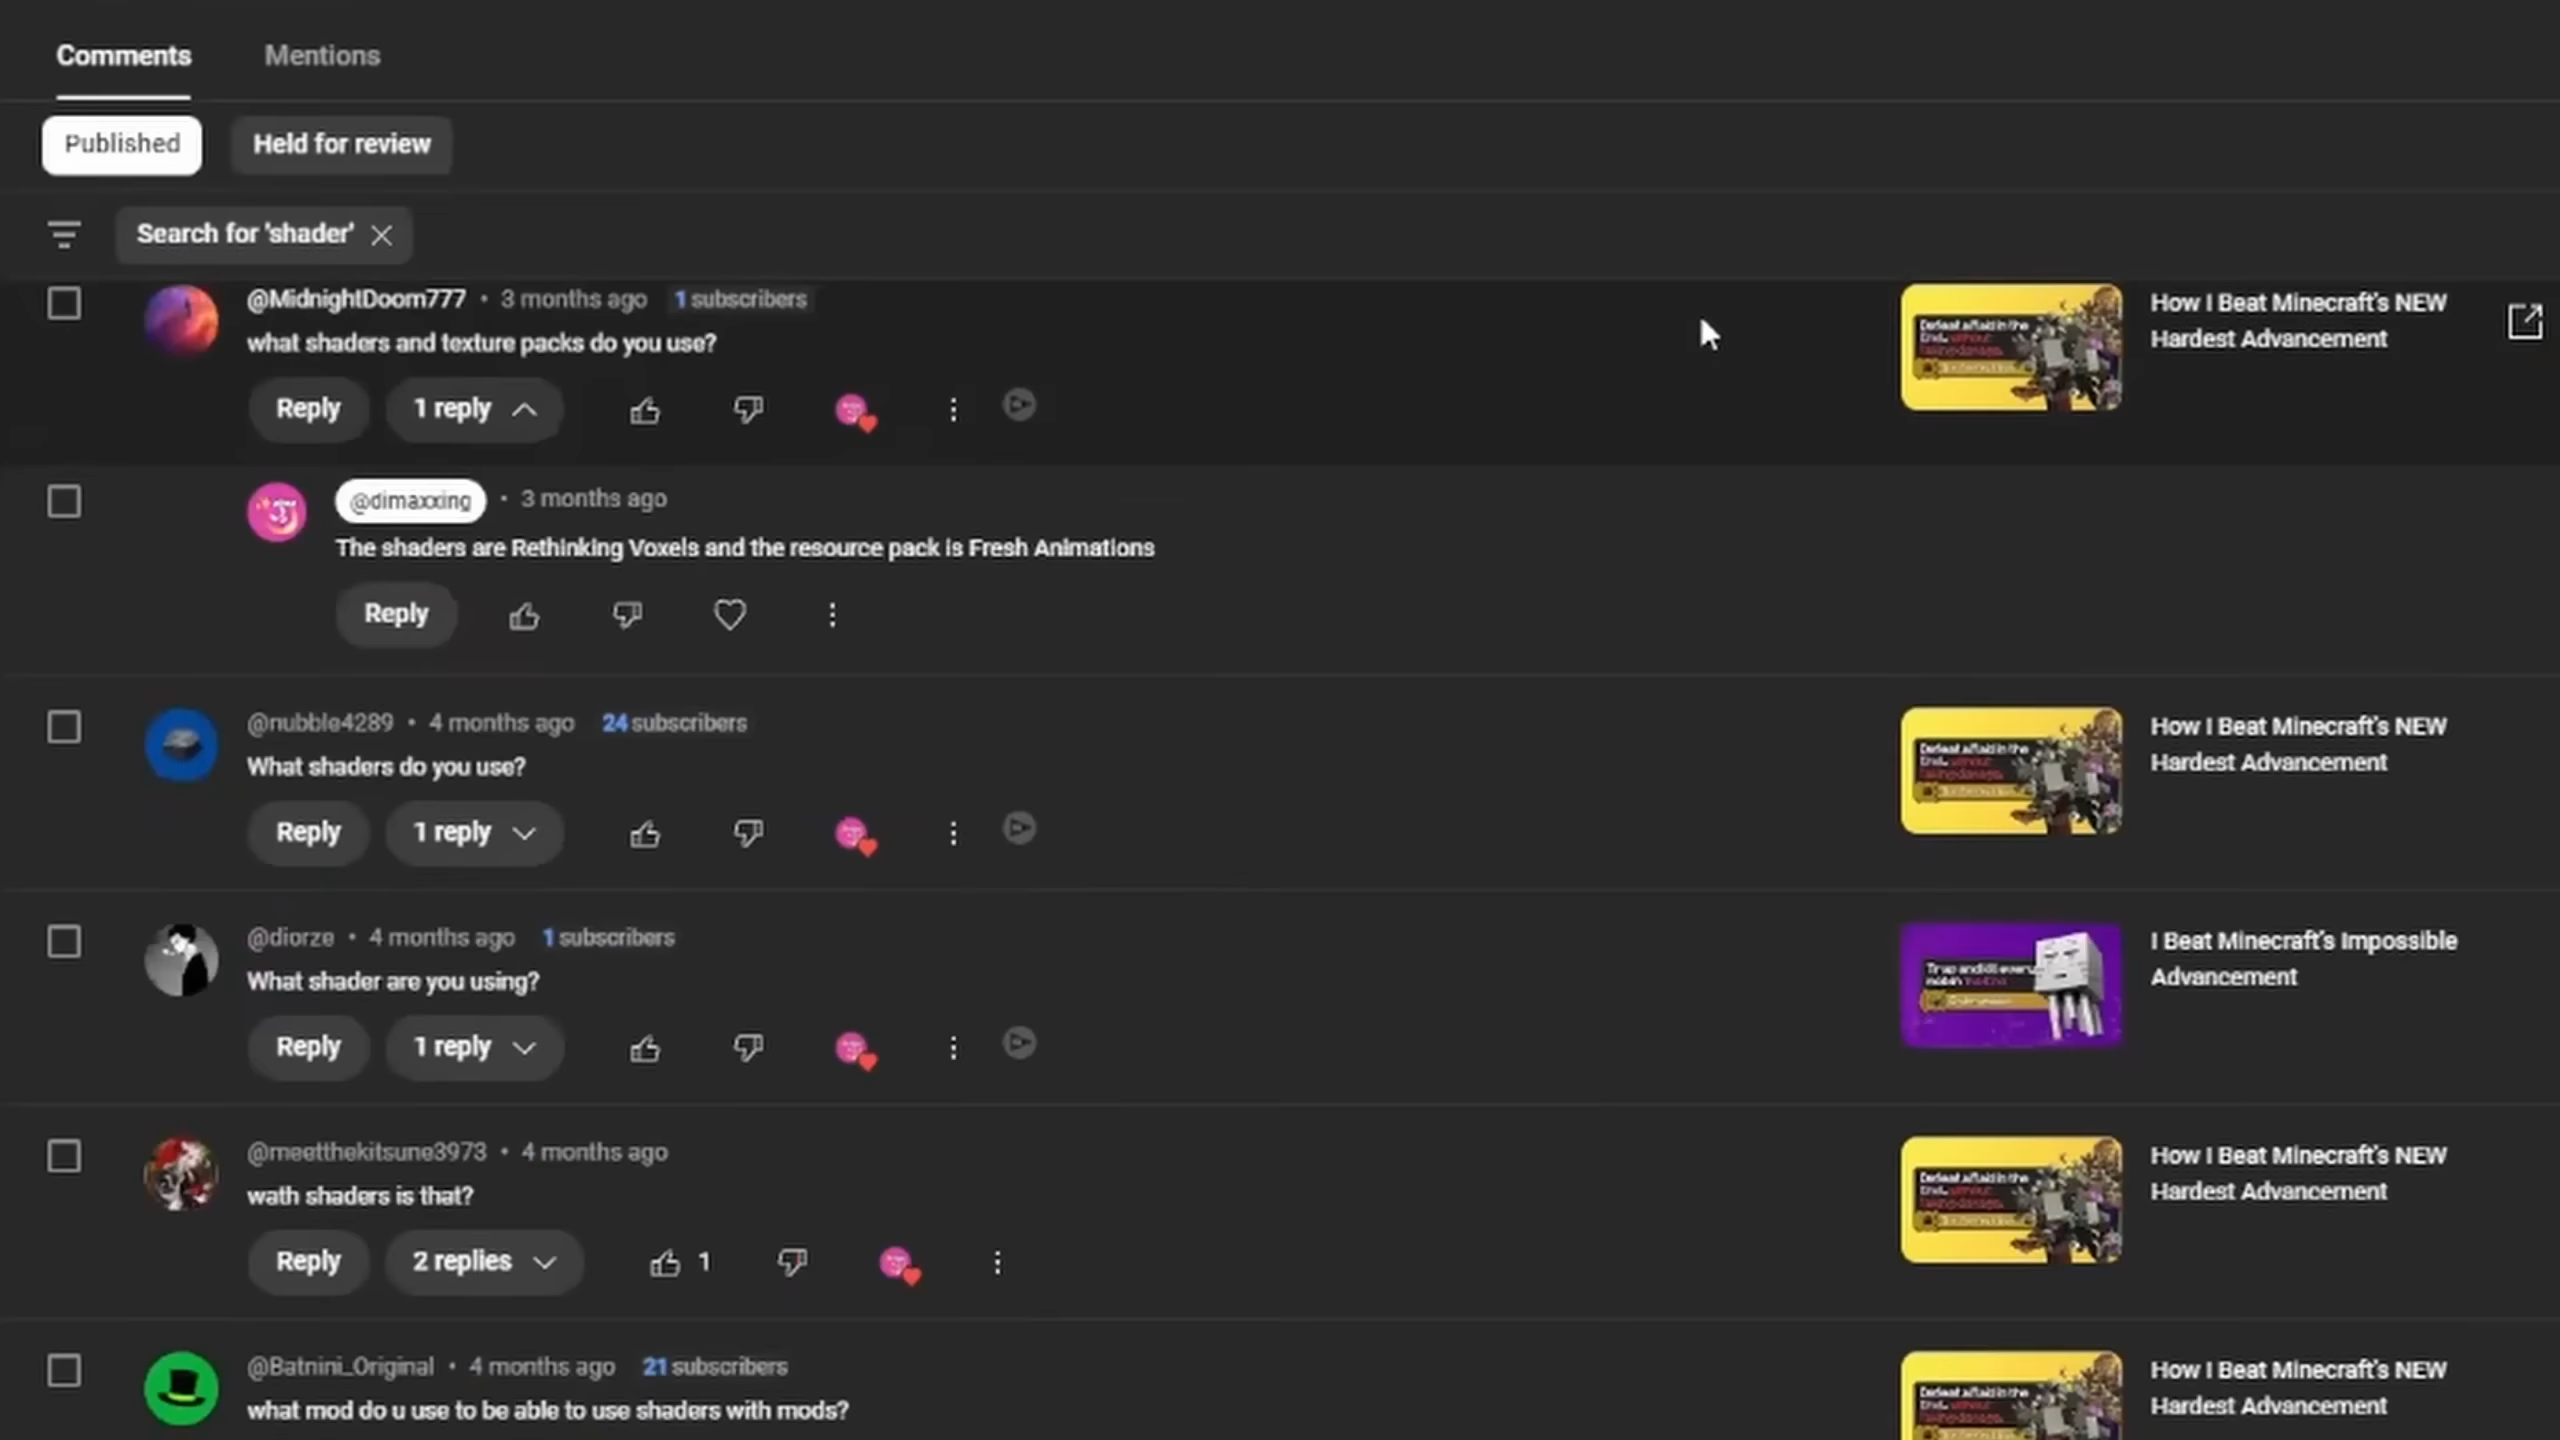 Comments
Mentions
Published
Held for review
Search for 'shader'
@MidnightDoom777 • 3 months ago 1 subscribers
what shaders and texture packs do you use?
Reply
1 reply
How I Beat Minecraft's NEW
Hardest Advancement
@dimaxxing • 3 months ago
The shaders are Rethinking Voxels and the resource pack is Fresh Animations
Reply
@nubble4289 • 4 months ago 24 subscribers
What shaders do you use?
Reply
1 reply
How I Beat Minecraft's NEW
Hardest Advancement
@diorze • 4 months ago 1 subscribers
What shader are you using?
Reply
1 reply
I Beat Minecraft's Impossible
Advancement
@meetthekitsune3973 • 4 months ago
wath shaders is that?
Reply
2 replies
1
How I Beat Minecraft's NEW
Hardest Advancement
@Batnini_Original • 4 months ago 21 subscribers
what mod do u use to be able to use shaders with mods?
How I Beat Minecraft's NEW
Hardest Advancement